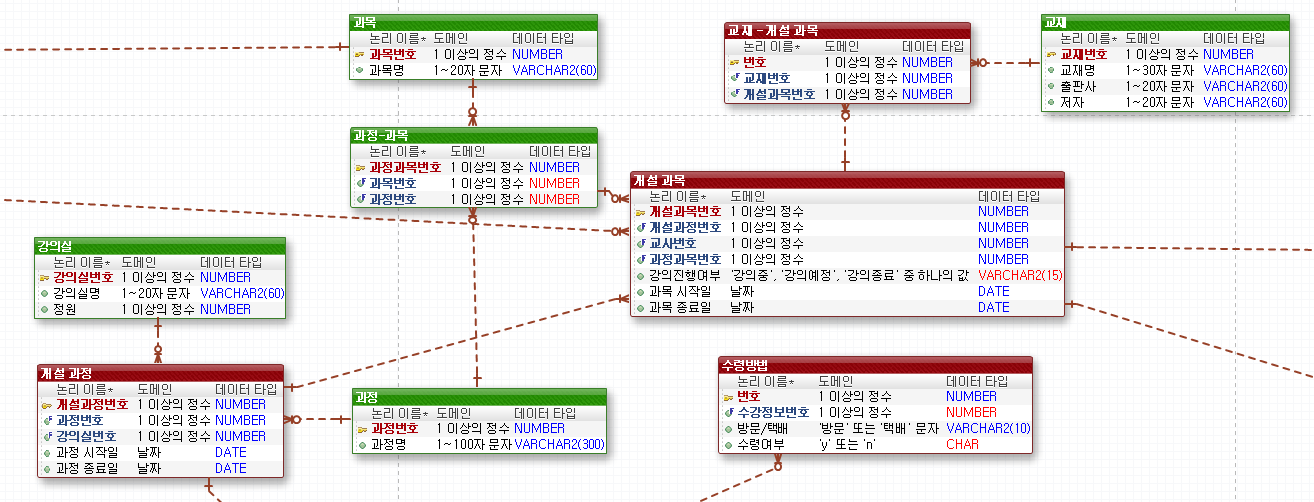 과목
논리 이름* 도메인 데이터 타입
과목번호 1 이상의 정수 NUMBER
과목명 1~20자 문자 VARCHAR2(60)
교재 - 개설 과목
논리 이름* 도메인 데이터 타입
번호 1 이상의 정수 NUMBER
교재번호 1 이상의 정수 NUMBER
개설과목번호 1 이상의 정수 NUMBER
교재
논리 이름* 도메인 데이터 타입
교재번호 1 이상의 정수 NUMBER
교재명 1~30자 문자 VARCHAR2(60)
출판사 1~20자 문자 VARCHAR2(60)
저자 1~20자 문자 VARCHAR2(60)
과정-과목
논리 이름* 도메인 데이터 타입
과정과목번호 1 이상의 정수 NUMBER
과목번호 1 이상의 정수 NUMBER
과정번호 1 이상의 정수 NUMBER
개설 과목
논리 이름* 도메인 데이터 타입
개설과목번호 1 이상의 정수 NUMBER
개설과정번호 1 이상의 정수 NUMBER
교사번호 1 이상의 정수 NUMBER
과정과목번호 1 이상의 정수 NUMBER
강의진행여부 '강의중', '강의예정', '강의종료' 중 하나의 값 VARCHAR2(15)
과목 시작일 날짜 DATE
과목 종료일 날짜 DATE
강의실
논리 이름* 도메인 데이터 타입
강의실번호 1 이상의 정수 NUMBER
강의실명 1~20자 문자 VARCHAR2(60)
정원 1 이상의 정수 NUMBER
개설 과정
논리 이름* 도메인 데이터 타입
개설과정번호 1 이상의 정수 NUMBER
과정번호 1 이상의 정수 NUMBER
강의실번호 1 이상의 정수 NUMBER
과정 시작일 날짜 DATE
과정 종료일 날짜 DATE
과정
논리 이름* 도메인 데이터 타입
과정번호 1 이상의 정수 NUMBER
과정명 1~100자 문자 VARCHAR2(300)
수령방법
논리 이름* 도메인 데이터 타입
번호 1 이상의 정수 NUMBER
수강정보번호 1 이상의 정수 NUMBER
방문/택배 '방문' 또는 '택배' 문자 VARCHAR2(10)
수령여부 'y' 또는 'n' CHAR